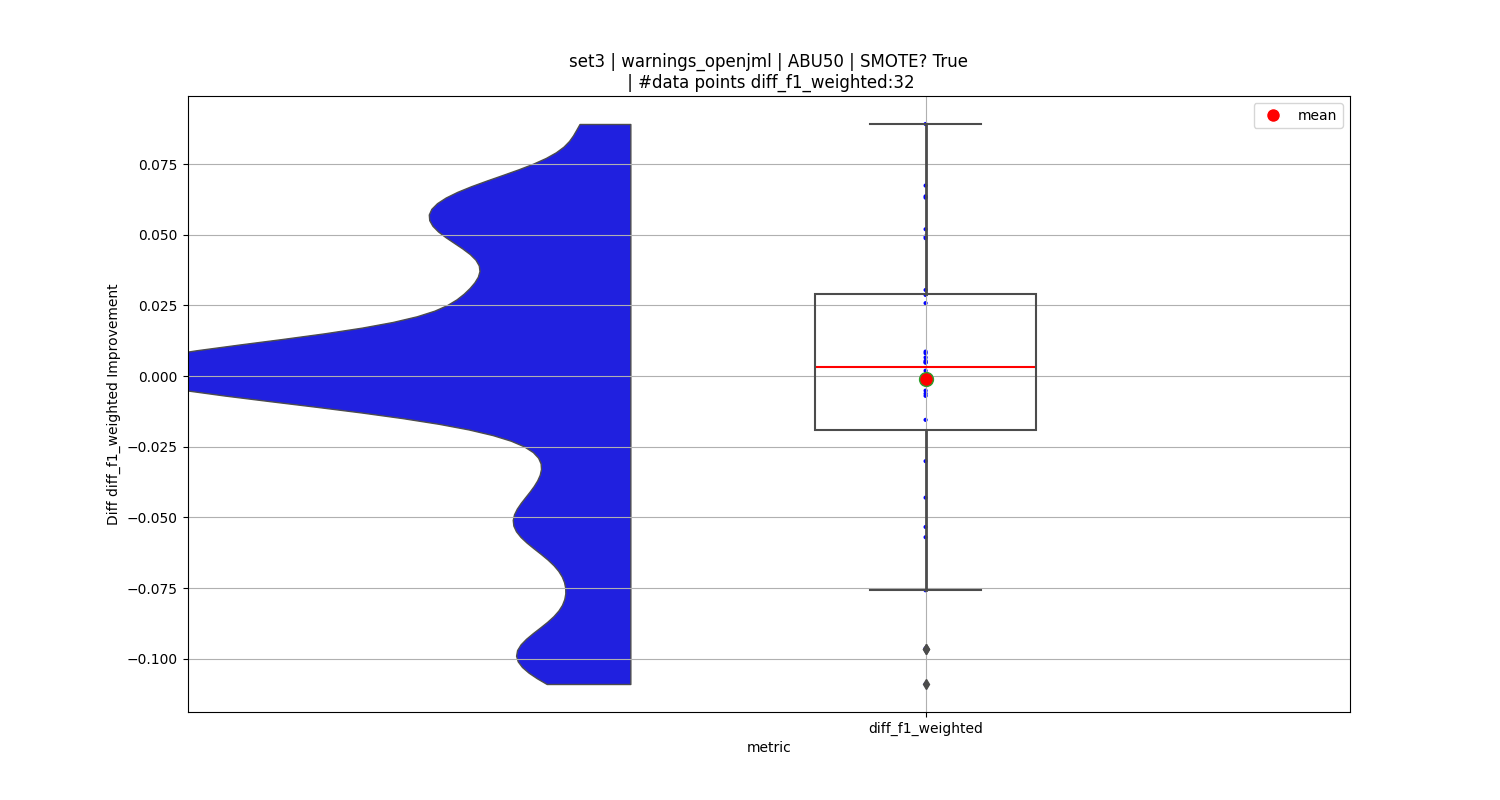 set3 | warnings_openjml | ABU50 | SMOTE? True
| #data points diff_f1_weighted:32
mean
0.075
0.050
0.025
0.000
−0.025
−0.050
−0.075
−0.100
Diff diff_f1_weighted Improvement
diff_f1_weighted
metric